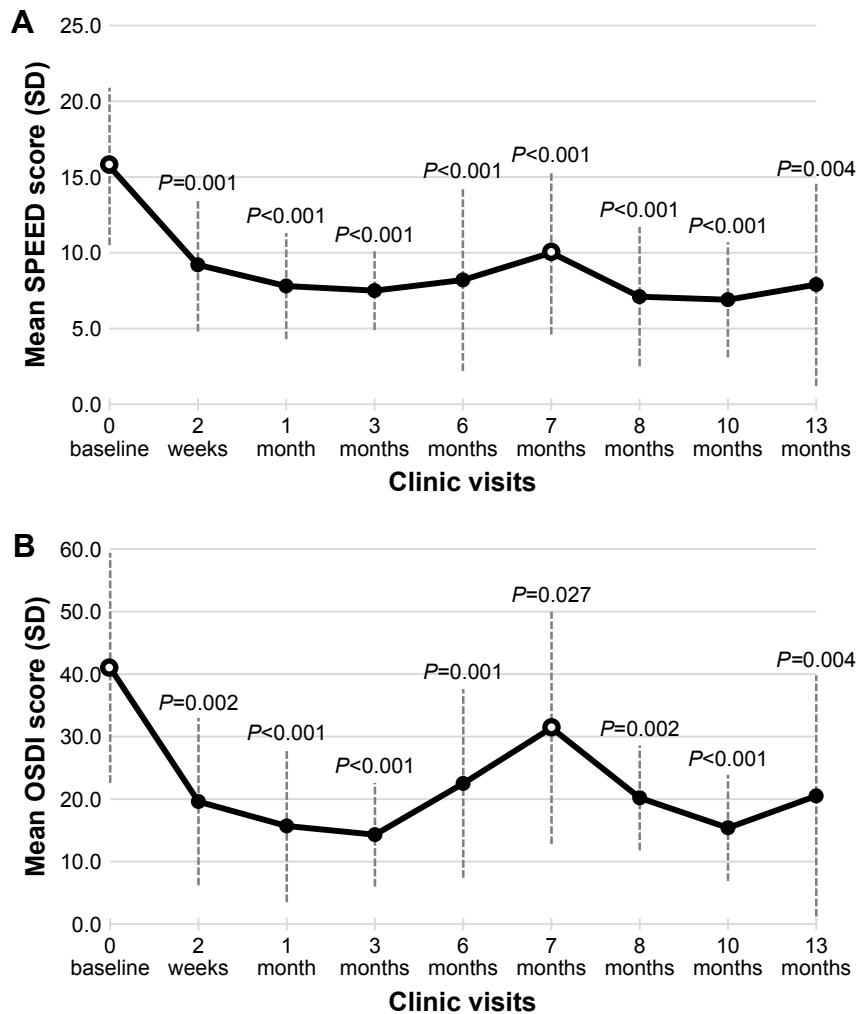 A
Mean SPEED score (SD)
25.0
20.0
15.0
10.0
5.0
0.0
P=0.001
P<0.001
P<0.001
P<0.001
P<0.001
P<0.001
P<0.001
P=0.004
0 2 1 3 6 7 8 10 13
baseline weeks month months months months months months months
Clinic visits
B
Mean OSDI score (SD)
60.0
50.0
40.0
30.0
20.0
10.0
0.0
P=0.002
P<0.001
P<0.001
P=0.001
P=0.027
P=0.002
P<0.001
P=0.004
0 2 1 3 6 7 8 10 13
baseline weeks month months months months months months months
Clinic visits